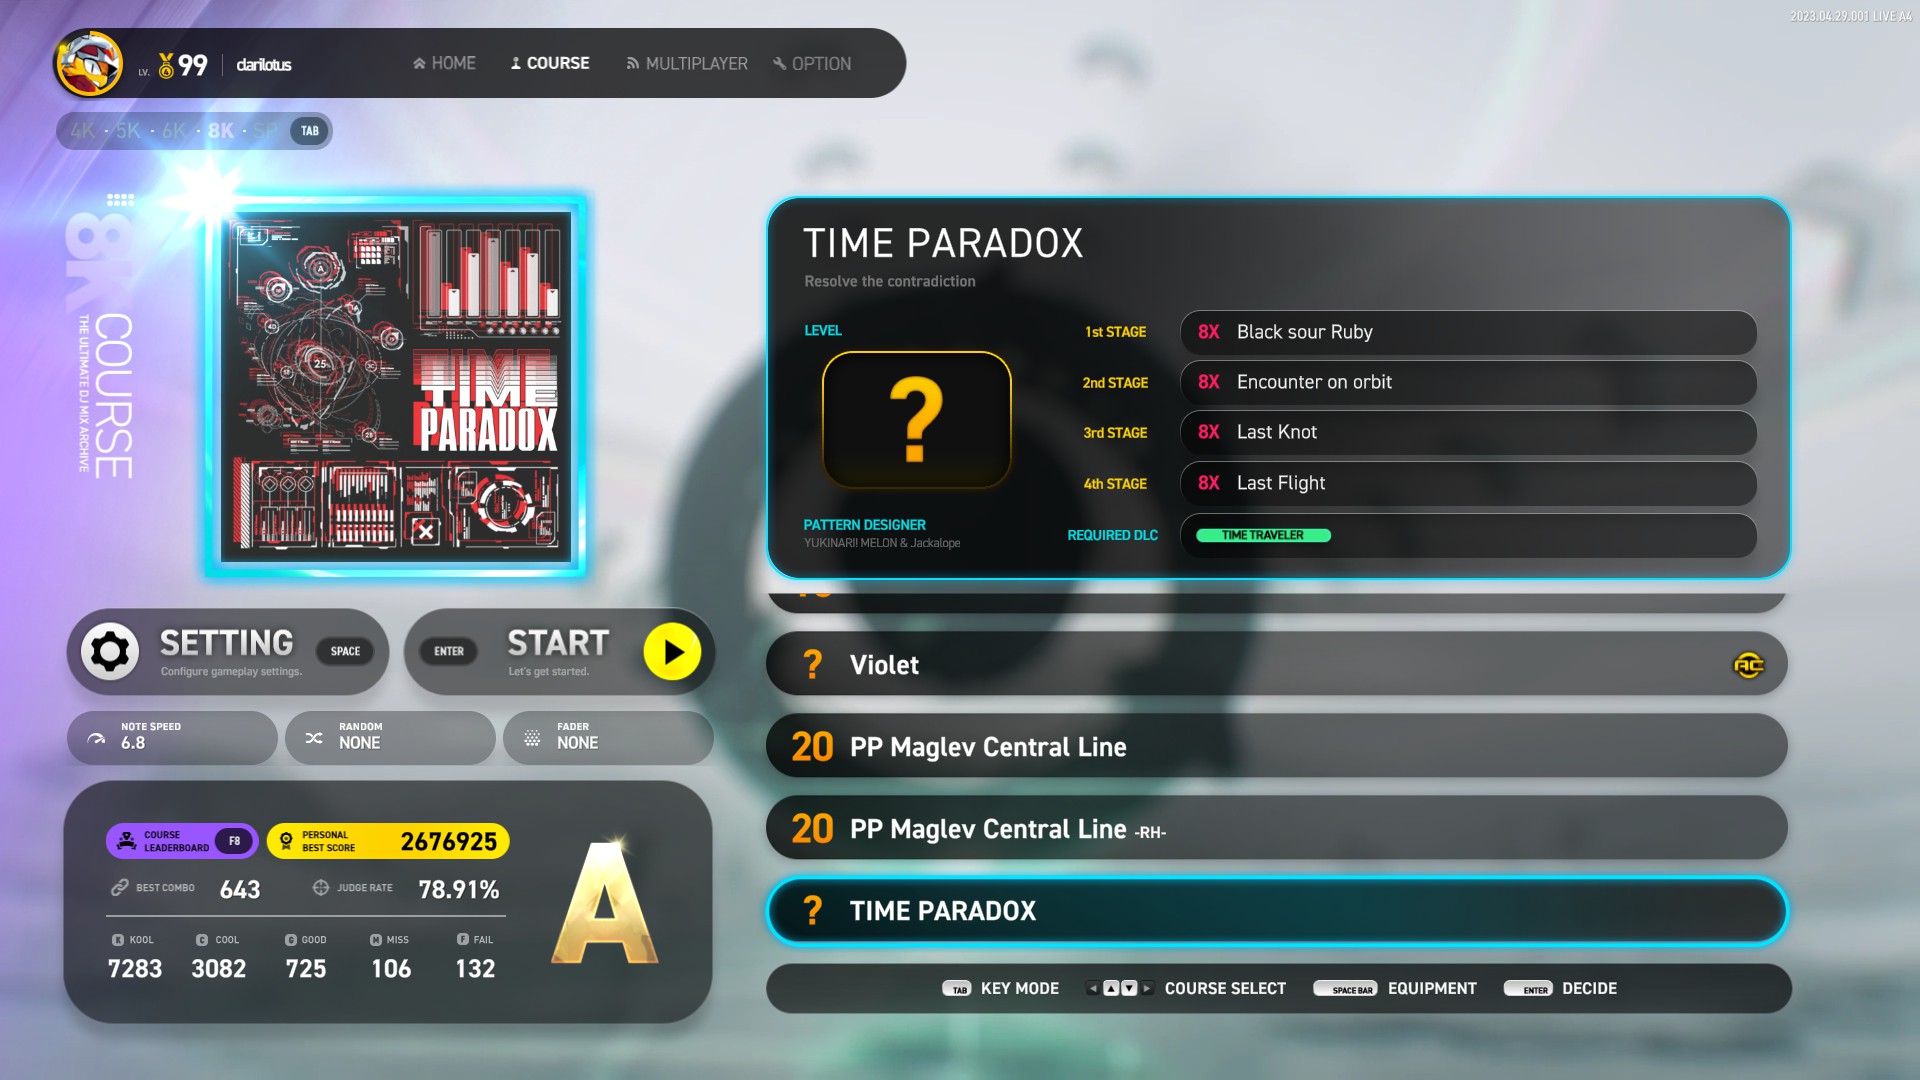 2023.04.29.001 LIVE A4
LV. 99 darilotus
HOME COURSE MULTIPLAYER OPTION
4K · 5K · 6K · 8K · SP TAB
8K COURSE
THE ULTIMATE DJ MIX ARCHIVE
25%
TIME
PARADOX
TIME PARADOX
Resolve the contradiction
LEVEL
?
1st STAGE 8X Black sour Ruby
2nd STAGE 8X Encounter on orbit
3rd STAGE 8X Last Knot
4th STAGE 8X Last Flight
PATTERN DESIGNER
YUKINARI! MELON & Jackalope
REQUIRED DLC TIME TRAVELER
SETTING SPACE
Configure gameplay settings.
ENTER START
Let's get started.
NOTE SPEED
6.8
RANDOM
NONE
FADER
NONE
COURSE
LEADERBOARD F8
PERSONAL
BEST SCORE 2676925
BEST COMBO 643 JUDGE RATE 78.91%
K KOOL C COOL G GOOD M MISS F FAIL
7283 3082 725 106 132
A
? Violet AC
20 PP Maglev Central Line
20 PP Maglev Central Line -RH-
? TIME PARADOX
TAB KEY MODE COURSE SELECT SPACE BAR EQUIPMENT ENTER DECIDE